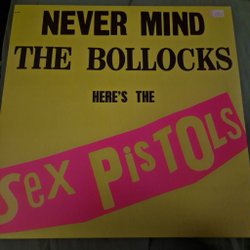 NEVER MIND
THE BOLLOCKS
HERE'S THE
Sex PiSTOLS